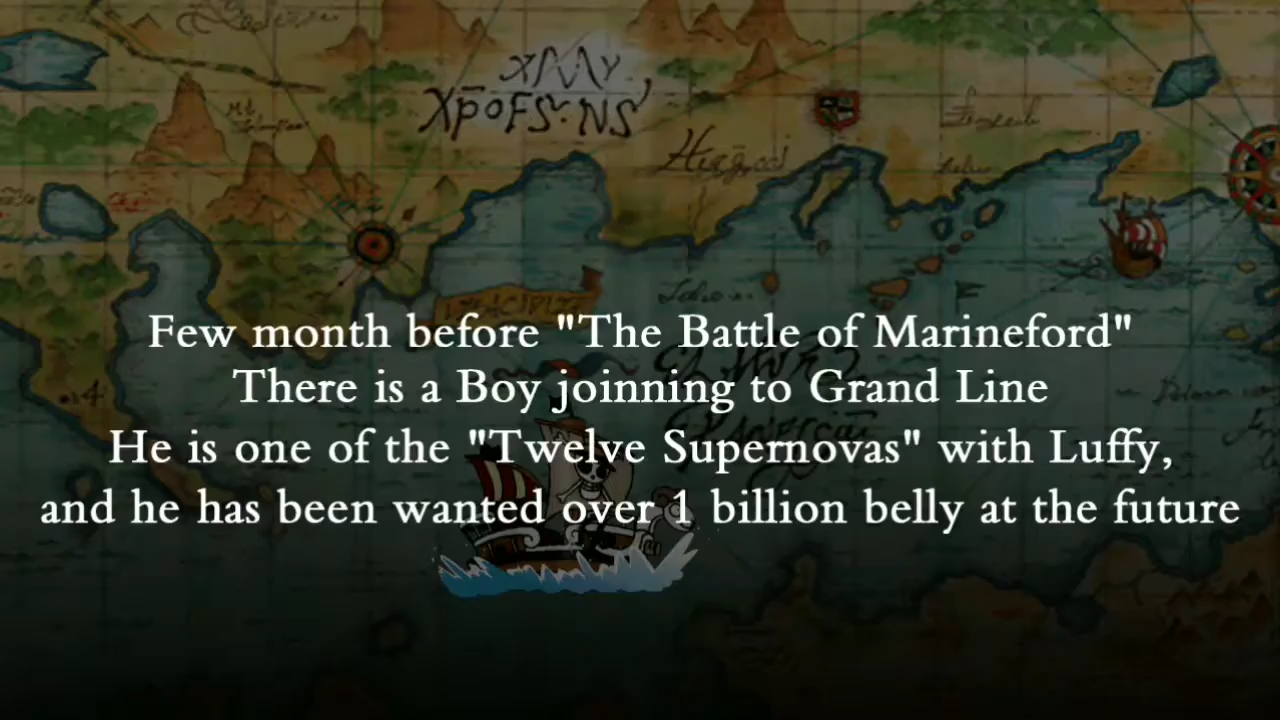 Few month before "The Battle of Marineford"
There is a Boy joinning to Grand Line
He is one of the "Twelve Supernovas" with Luffy,
and he has been wanted over 1 billion belly at the future